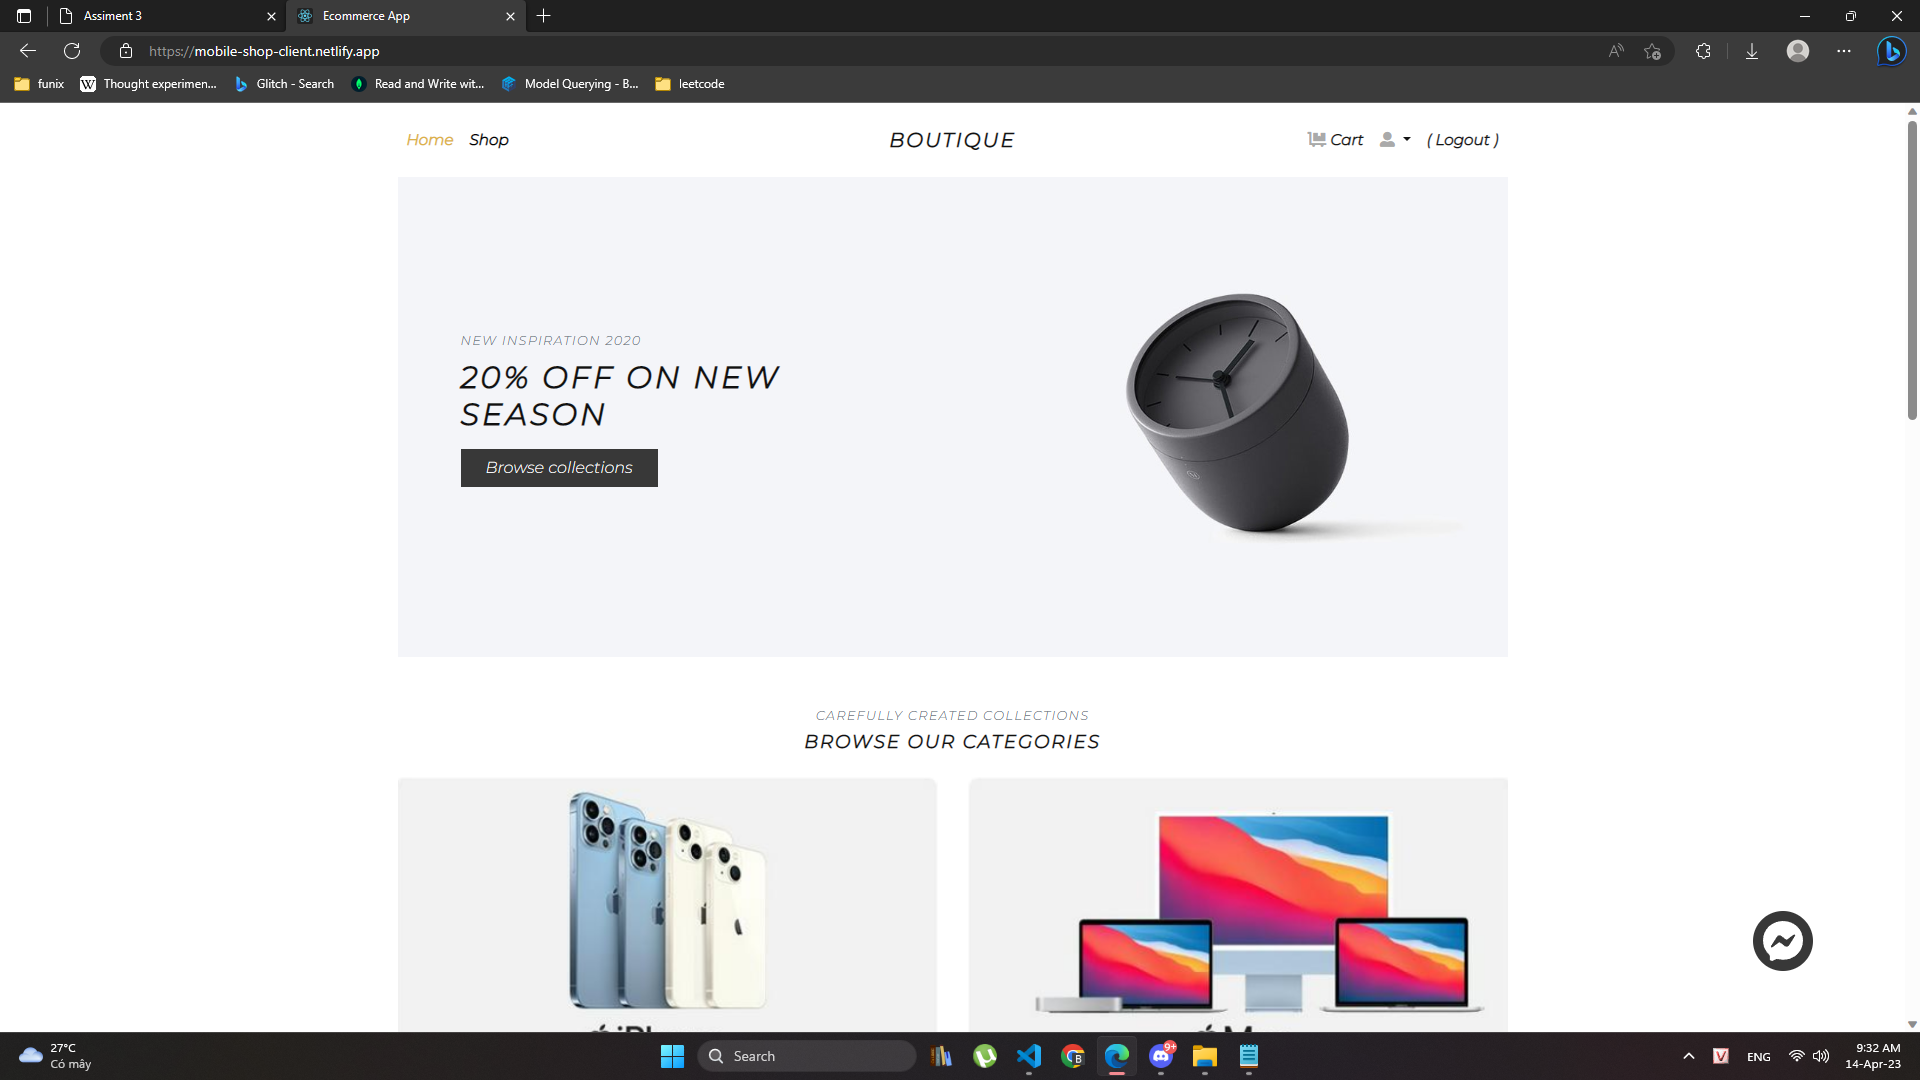 Assiment 3
Ecommerce App
https://mobile-shop-client.netlify.app
funix
Thought experimen...
Glitch - Search
Read and Write wit...
Model Querying - B...
leetcode
Home Shop
BOUTIQUE
Cart
( Logout )
NEW INSPIRATION 2020
20% OFF ON NEW
SEASON
Browse collections
CAREFULLY CREATED COLLECTIONS
BROWSE OUR CATEGORIES
27°C
Có mây
Search
9+
ENG
9:32 AM
14-Apr-23